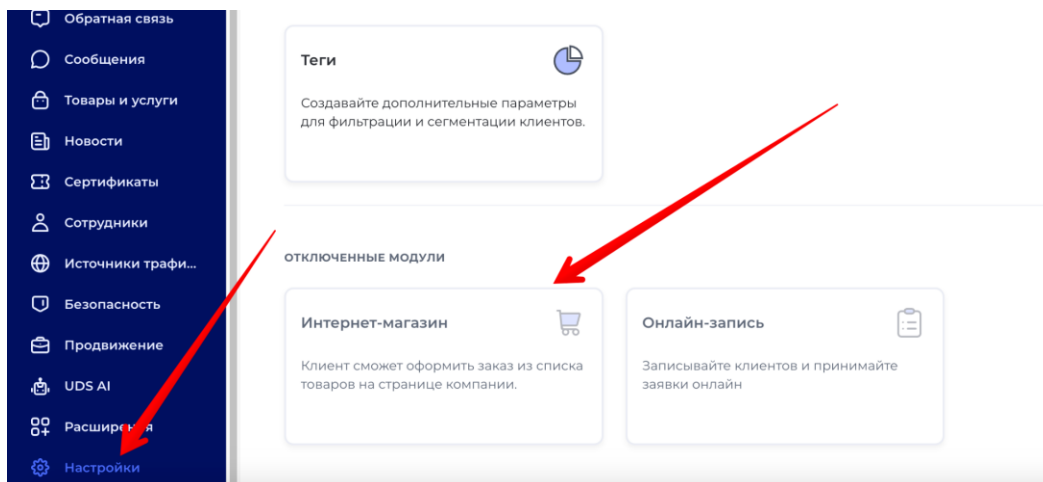 Обратная связь
Сообщения
Товары и услуги
Новости
Сертификаты
Сотрудники
Источники трафи...
Безопасность
Продвижение
UDS AI
Расширения
Настройки
Теги
Создавайте дополнительные параметры
для фильтрации и сегментации клиентов.
ОТКЛЮЧЕННЫЕ МОДУЛИ
Интернет-магазин
Клиент сможет оформить заказ из списка
товаров на странице компании.
Онлайн-запись
Записывайте клиентов и принимайте
заявки онлайн